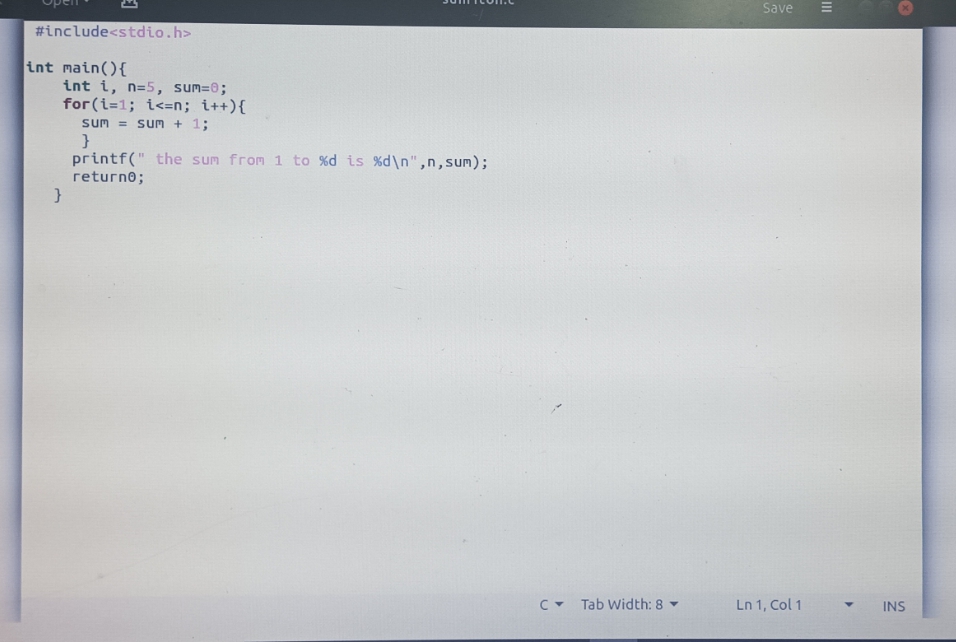 Open
Save
#include<stdio.h>
int main(){
int i, n=5, sum=0;
for(i=1; i<=n; i++){
sum = sum + 1;
}
printf(" the sum from 1 to %d is %d\n",n,sum);
return0;
}
C Tab Width: 8 Ln 1, Col 1 INS